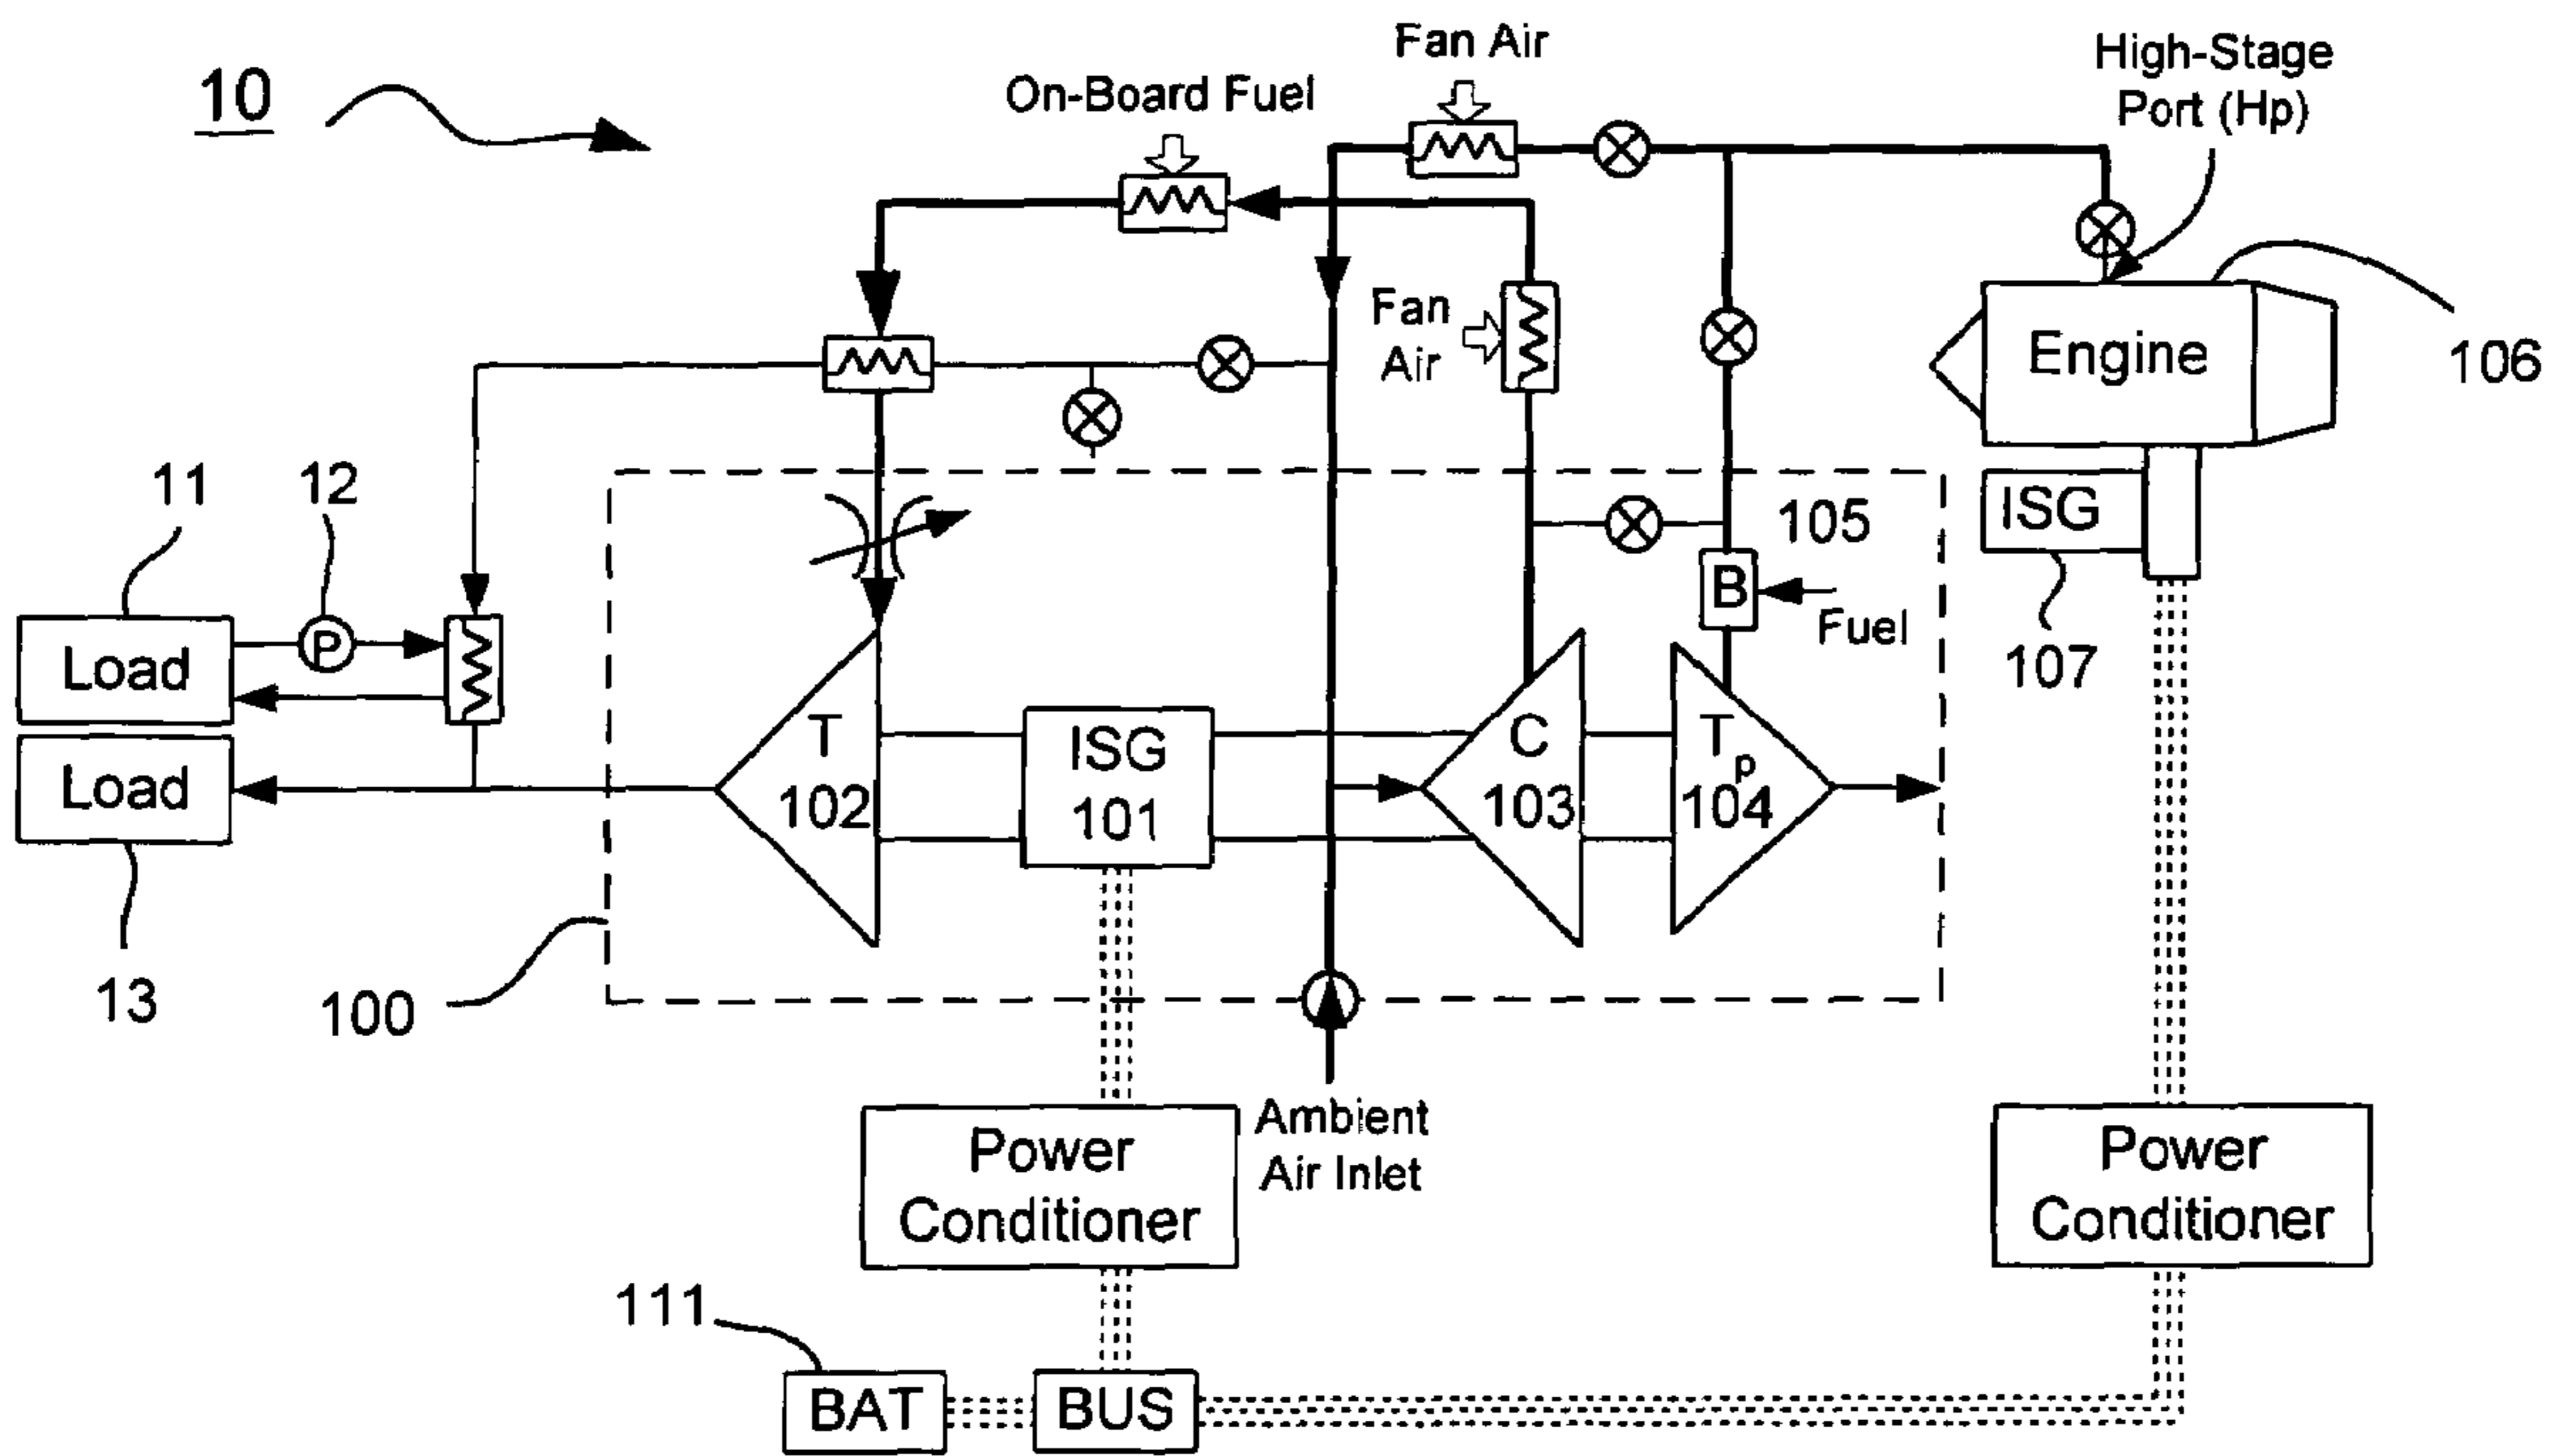 10
On-Board Fuel
Fan Air
High-Stage
Port (Hp)
Fan
Air
Engine
106
11
12
105
ISG
107
B
Fuel
Load
P
Load
13
T
102
ISG
101
C
103
Tp
104
100
Ambient
Air Inlet
Power
Conditioner
Power
Conditioner
111
BAT
BUS